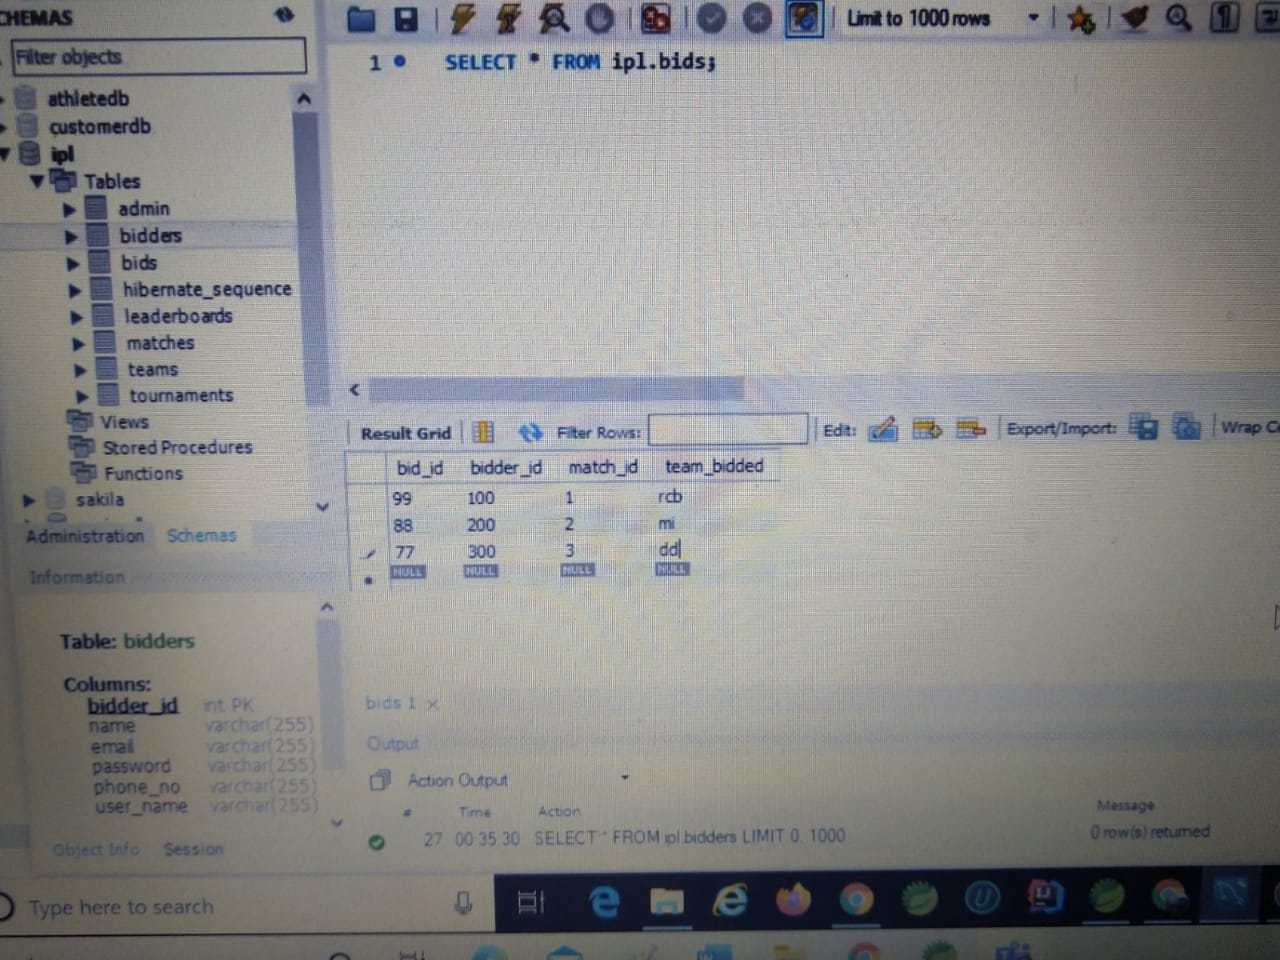 CHEMAS
Filter objects
athletedb
customerdb
ipl
Tables
admin
bidders
bids
hibernate_sequence
leaderboards
matches
teams
tournaments
Views
Stored Procedures
Functions
sakila
Administration Schemas
Information
Table: bidders
Columns:
bidder_id int PK
name varchar(255)
email varchar(255)
password varchar(255)
phone_no varchar(255)
user_name varchar(255)
Object Info Session
Limit to 1000 rows
1 SELECT * FROM ipl.bids;
Result Grid Filter Rows: Edit: Export/Import: Wrap
bid_id bidder_id match_id team_bidded
99 100 1 rcb
88 200 2 mi
77 300 3 dd
NULL NULL NULL NULL
bids 1
Output
Action Output
# Time Action Message
27 00:35:30 SELECT * FROM ipl.bidders LIMIT 0, 1000 0 row(s) returned
Type here to search